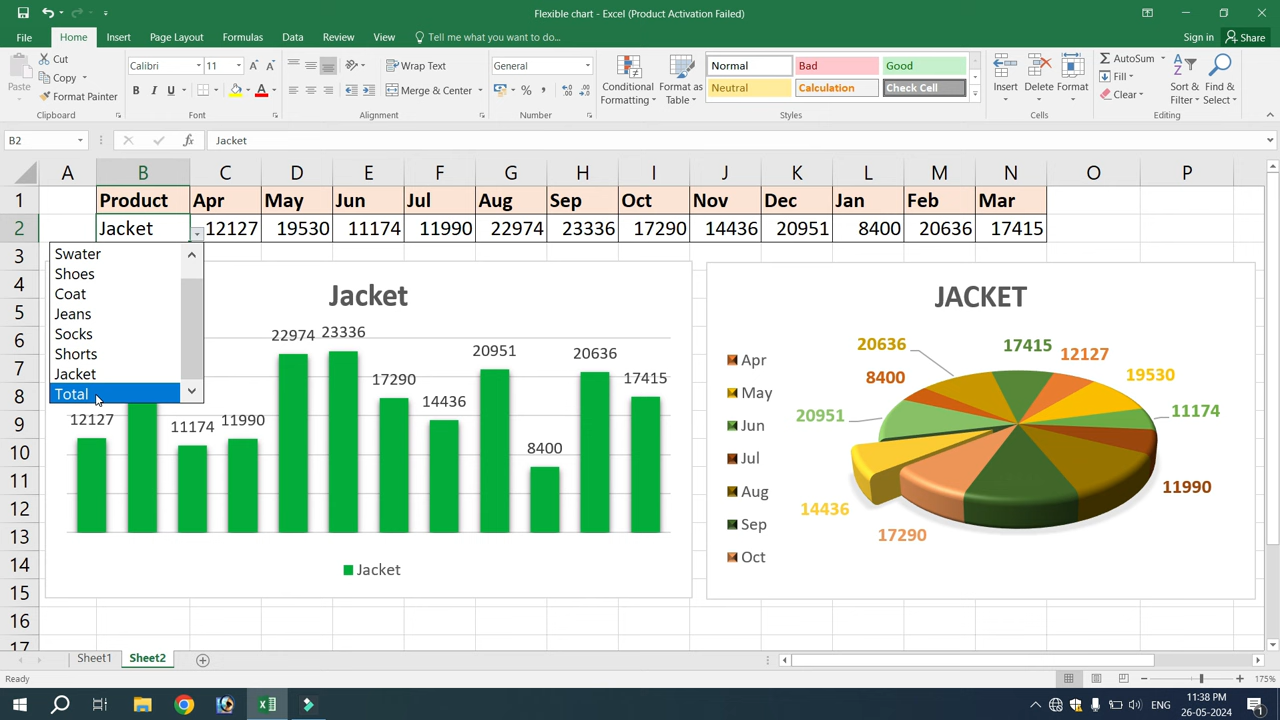 Flexible chart - Excel (Product Activation Failed)
File Home Insert Page Layout Formulas Data Review View Tell me what you want to do... Sign in Share
Paste Cut Copy Format Painter Clipboard
Calibri 11 B I U A Font
Wrap Text Merge & Center Alignment
General % Number
Conditional Formatting Format as Table
Normal Bad Good
Neutral Calculation Check Cell
Styles
Insert Delete Format Cells
AutoSum Fill Clear Sort & Filter Find & Select Editing
B2 fx Jacket
A B C D E F G H I J K L M N O P
1 Product Apr May Jun Jul Aug Sep Oct Nov Dec Jan Feb Mar
2 Jacket 12127 19530 11174 11990 22974 23336 17290 14436 20951 8400 20636 17415
3
4
5
6
7
8
9
10
11
12
13
14
15
16
17
Swater
Shoes
Coat
Jeans
Socks
Shorts
Jacket
Total
Jacket
12127
11174
11990
22974
23336
17290
14436
20951
8400
20636
17415
Jacket
JACKET
Apr
May
Jun
Jul
Aug
Sep
Oct
17415
12127
19530
11174
11990
17290
14436
20951
8400
20636
Sheet1 Sheet2
Ready 175%
ENG 11:38 PM
26-05-2024